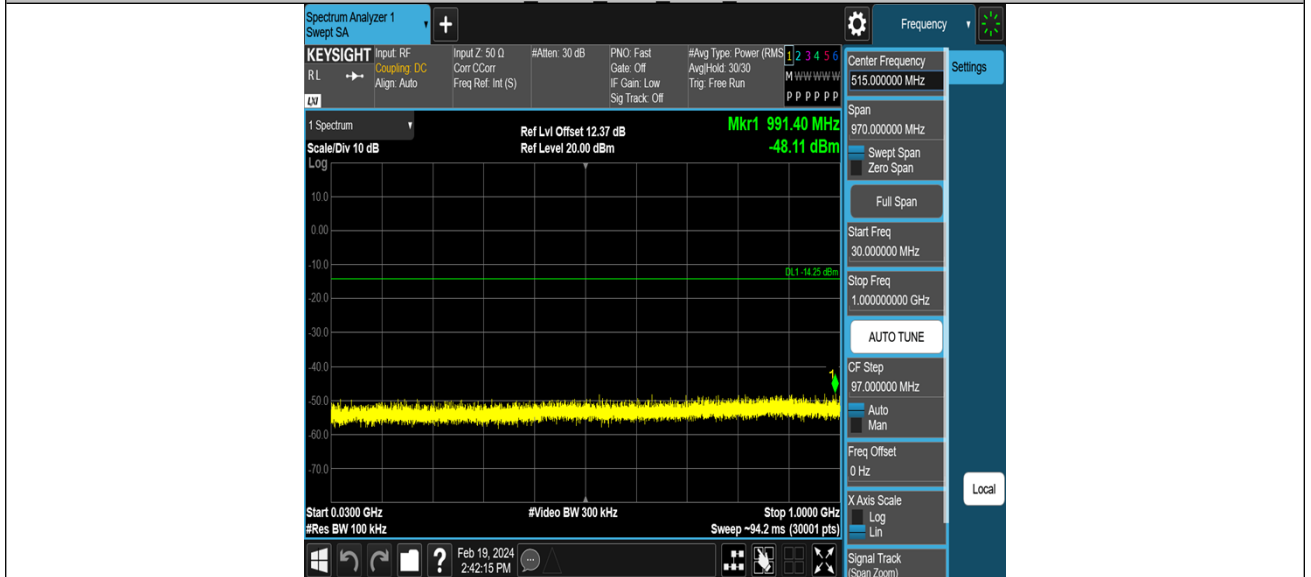 Spectrum Analyzer 1
Swept SA
Frequency
KEYSIGHT
RL
LXI
Input: RF
Coupling: DC
Align: Auto
Input Z: 50 Ω
Corr CCorr
Freq Ref: Int (S)
#Atten: 30 dB
PNO: Fast
Gate: Off
IF Gain: Low
Sig Track: Off
#Avg Type: Power (RMS
Avg|Hold: 30/30
Trig: Free Run
1 2 3 4 5 6
M W W W W W
P P P P P P
1 Spectrum
Scale/Div 10 dB
Log
Ref Lvl Offset 12.37 dB
Ref Level 20.00 dBm
Mkr1 991.40 MHz
-48.11 dBm
10.0
0.00
-10.0
DL1 -14.25 dBm
-20.0
-30.0
-40.0
1
-50.0
-60.0
-70.0
Start 0.0300 GHz
#Res BW 100 kHz
#Video BW 300 kHz
Stop 1.0000 GHz
Sweep ~94.2 ms (30001 pts)
Feb 19, 2024
2:42:15 PM
Center Frequency
515.000000 MHz
Settings
Span
970.000000 MHz
Swept Span
Zero Span
Full Span
Start Freq
30.000000 MHz
Stop Freq
1.000000000 GHz
AUTO TUNE
CF Step
97.000000 MHz
Auto
Man
Freq Offset
0 Hz
X Axis Scale
Log
Lin
Local
Signal Track
(Span Zoom)